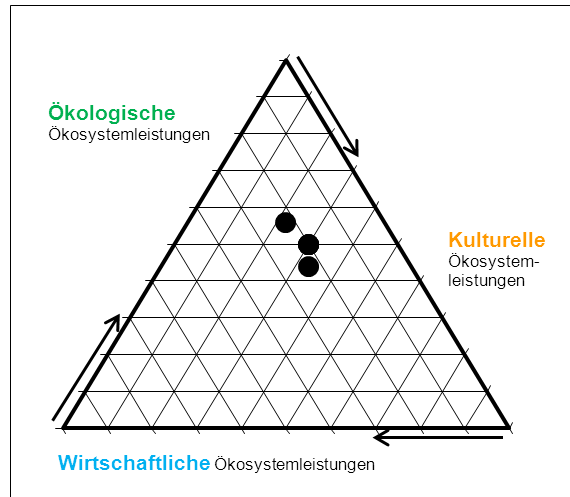 Ökologische
Ökosystemleistungen
Kulturelle
Ökosystem-
leistungen
Wirtschaftliche Ökosystemleistungen